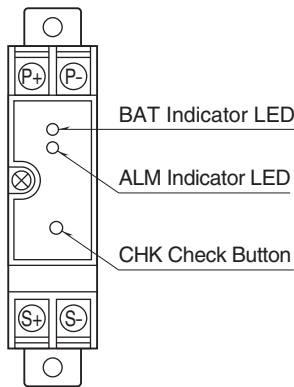 P+ P-
BAT Indicator LED
ALM Indicator LED
CHK Check Button
S+ S-